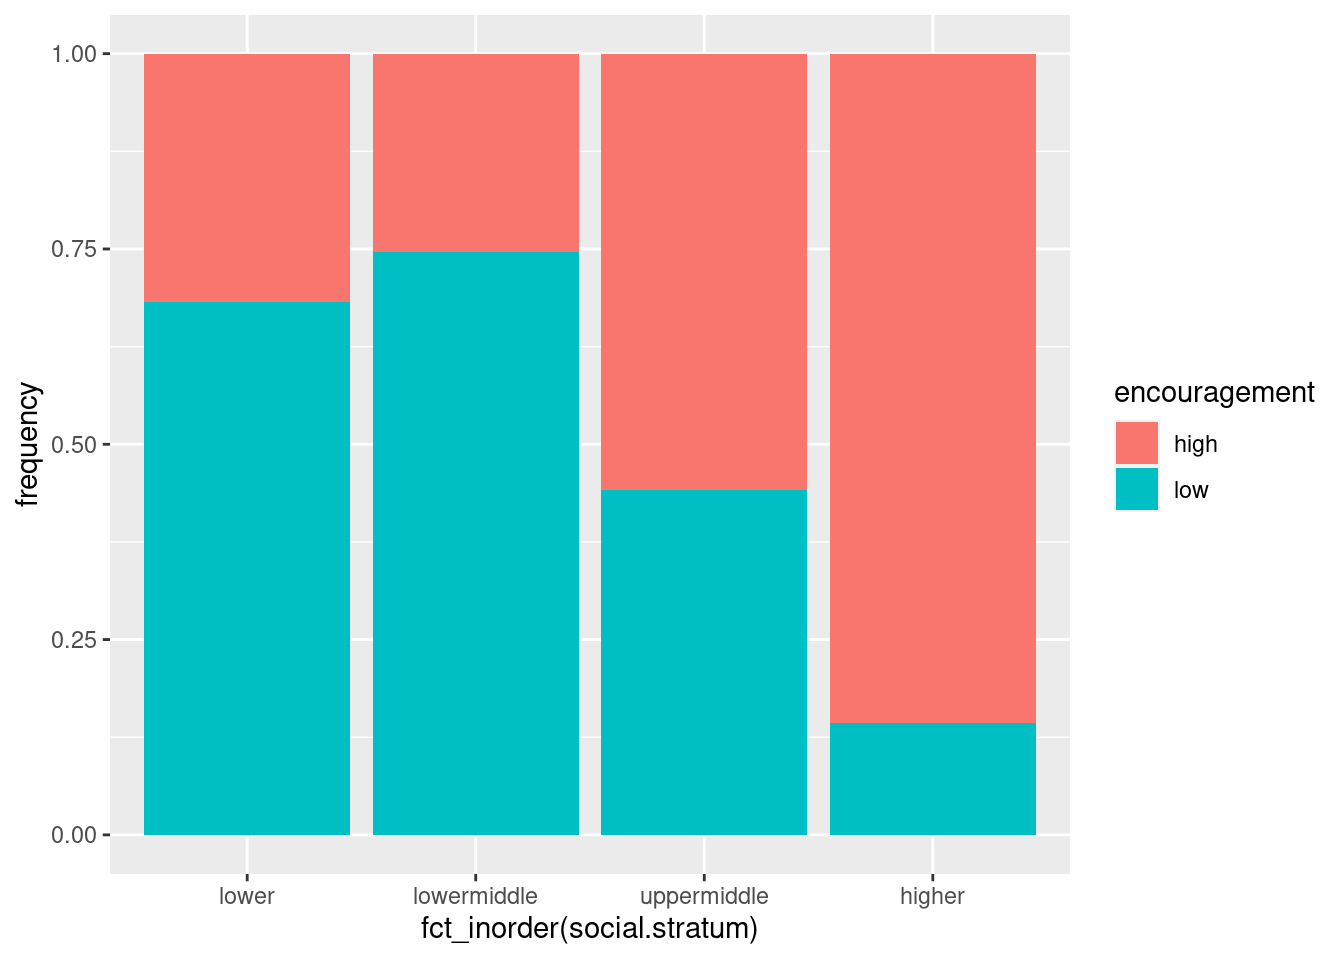 1.00
0.75
0.50
0.25
0.00
frequency
lower lowermiddle uppermiddle higher
fct_inorder(social.stratum)
encouragement
high
low